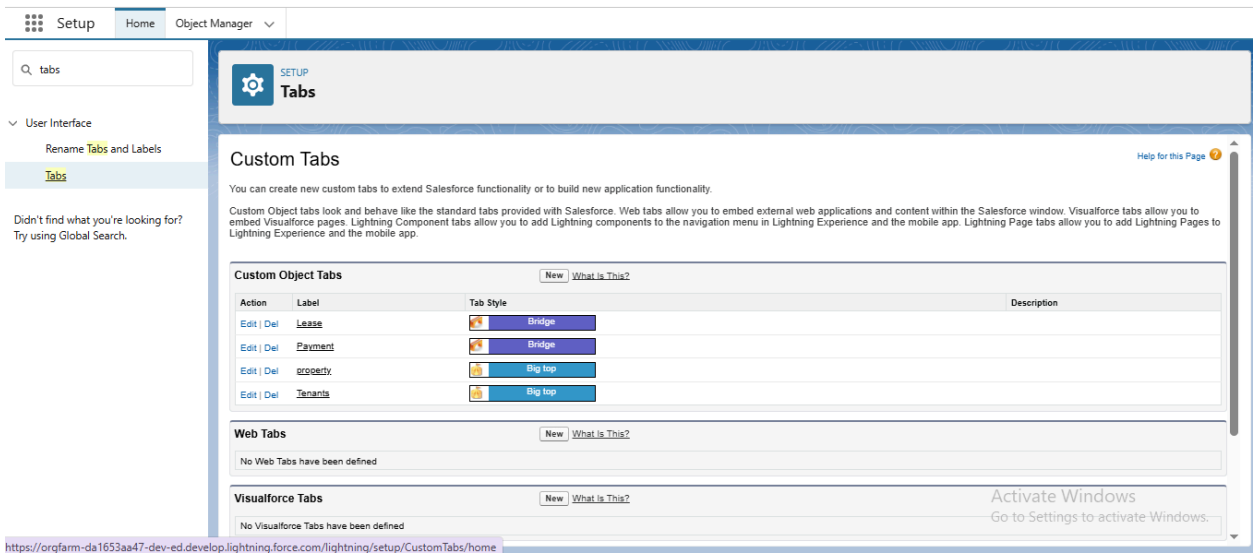 Setup Home Object Manager
tabs
User Interface
Rename Tabs and Labels
Tabs
Didn't find what you're looking for?
Try using Global Search.
SETUP
Tabs
Custom Tabs
Help for this Page
You can create new custom tabs to extend Salesforce functionality or to build new application functionality.
Custom Object tabs look and behave like the standard tabs provided with Salesforce. Web tabs allow you to embed external web applications and content within the Salesforce window. Visualforce tabs allow you to
embed Visualforce pages. Lightning Component tabs allow you to add Lightning components to the navigation menu in Lightning Experience and the mobile app. Lightning Page tabs allow you to add Lightning Pages to
Lightning Experience and the mobile app.
Custom Object Tabs New What Is This?
Action Label Tab Style Description
Edit | Del Lease Bridge
Edit | Del Payment Bridge
Edit | Del property Big top
Edit | Del Tenants Big top
Web Tabs New What Is This?
No Web Tabs have been defined
Visualforce Tabs New What Is This?
No Visualforce Tabs have been defined
Activate Windows
Go to Settings to activate Windows.
https://orgfarm-da1653aa47-dev-ed.develop.lightning.force.com/lightning/setup/CustomTabs/home